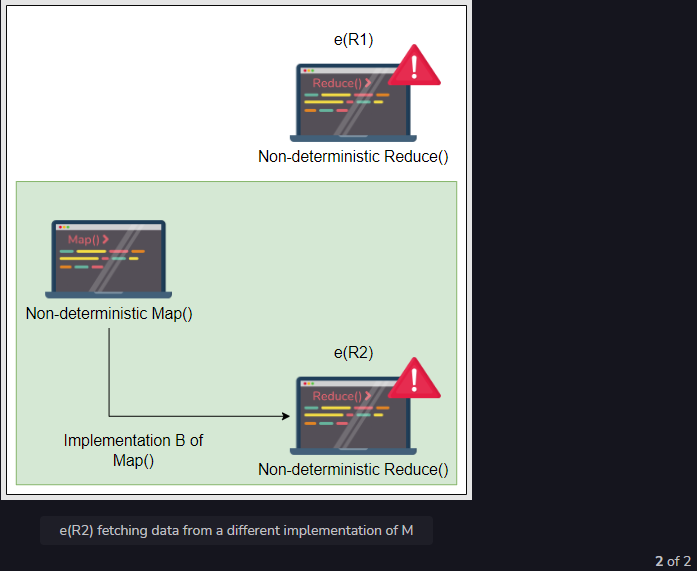 e(R1)
Reduce()
Non-deterministic Reduce()
Map()
Non-deterministic Map()
e(R2)
Reduce()
Implementation B of
Map()
Non-deterministic Reduce()
e(R2) fetching data from a different implementation of M
2 of 2